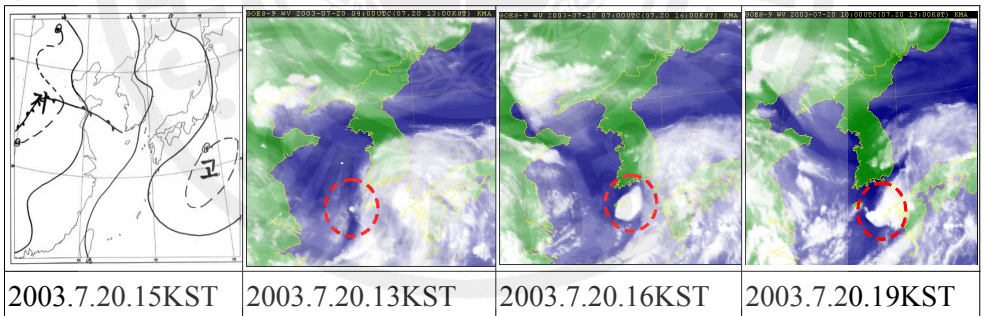 저
고
GOES-9 WV 2003-07-20 04:00UTC(07.20 13:00KST) KMA
GOES-9 WV 2003-07-20 07:00UTC(07.20 16:00KST) KMA
GOES-9 WV 2003-07-20 10:00UTC(07.20 19:00KST) KMA
2003.7.20.15KST
2003.7.20.13KST
2003.7.20.16KST
2003.7.20.19KST